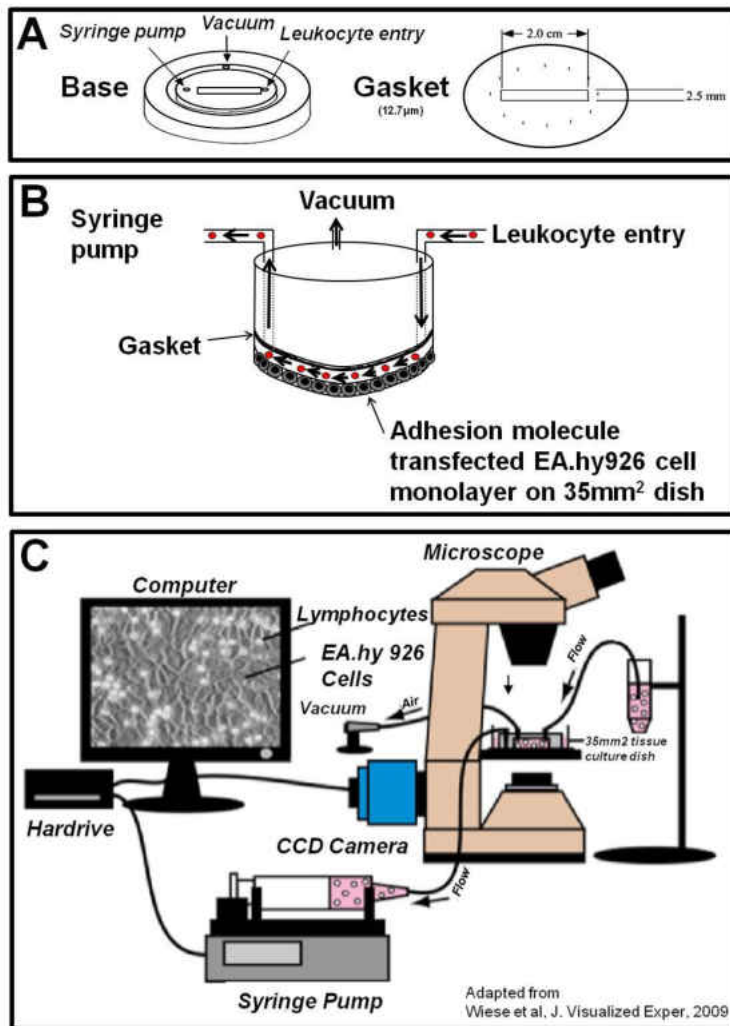 A
Syringe pump
Vacuum
Leukocyte entry
Base
Gasket
(12.7µm)
2.0 cm
2.5 mm
B
Vacuum
Syringe
pump
Leukocyte entry
Gasket
Adhesion molecule
transfected EA.hy926 cell
monolayer on 35mm² dish
C
Microscope
Computer
Lymphocytes
EA.hy 926
Cells
Vacuum
Air
Flow
35mm2 tissue
culture dish
Hardrive
CCD Camera
Flow
Syringe Pump
Adapted from
Wiese et al, J. Visualized Exper, 2009